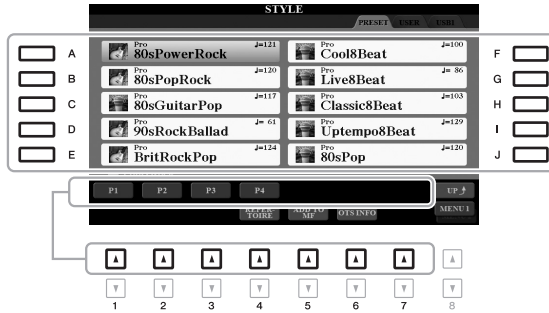 STYLE
PRESET USER USB1
A Pro 80sPowerRock ♩=121 Pro Cool8Beat ♩=100 F
B Pro 80sPopRock ♩=120 Pro Live8Beat ♩= 86 G
C Pro 80sGuitarPop ♩=117 Pro Classic8Beat ♩=103 H
D Pro 90sRockBallad ♩= 61 Pro Uptempo8Beat ♩=129 I
E Pro BritRockPop ♩=124 Pro 80sPop ♩=120 J
P1 P2 P3 P4 UP
REPER-
TOIRE ADD TO
MF OTS INFO MENU 1
1 2 3 4 5 6 7 8